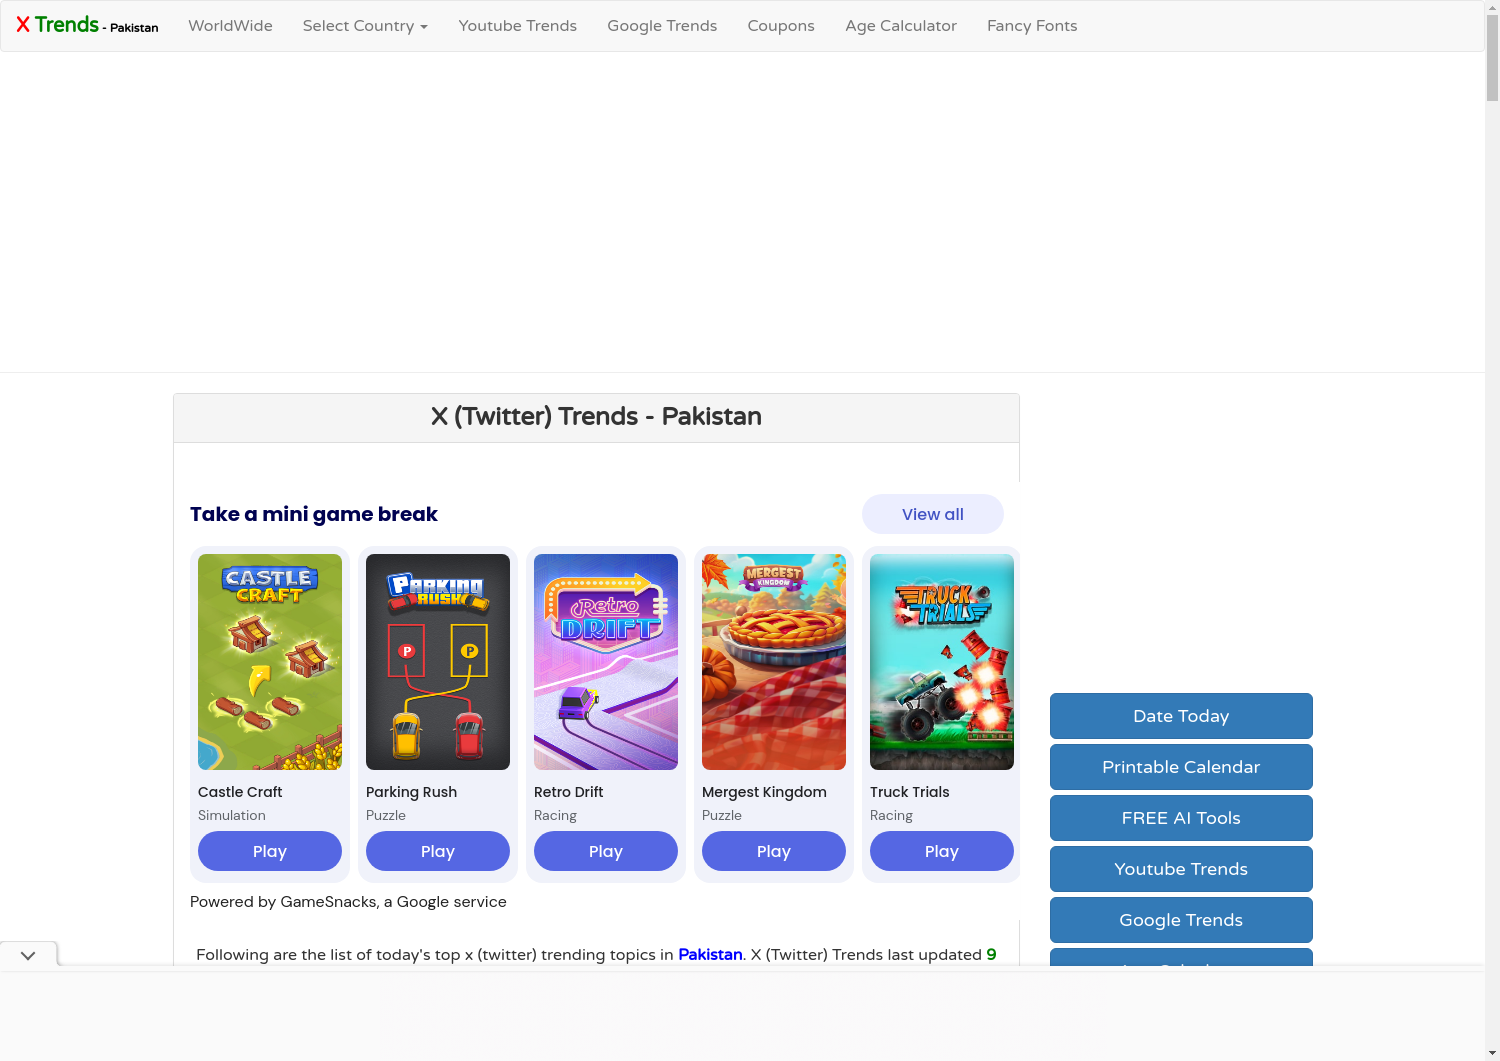 X Trends - Pakistan WorldWide Select Country Youtube Trends Google Trends Coupons Age Calculator Fancy Fonts
X (Twitter) Trends - Pakistan
Take a mini game break
View all
CASTLE CRAFT
PARKING RUSH
P P
Retro DRIFT
MERGEST KINGDOM
TRUCK TRIALS
Castle Craft
Simulation
Play
Parking Rush
Puzzle
Play
Retro Drift
Racing
Play
Mergest Kingdom
Puzzle
Play
Truck Trials
Racing
Play
Powered by GameSnacks, a Google service
Following are the list of today's top x (twitter) trending topics in Pakistan. X (Twitter) Trends last updated 9
Date Today
Printable Calendar
FREE AI Tools
Youtube Trends
Google Trends